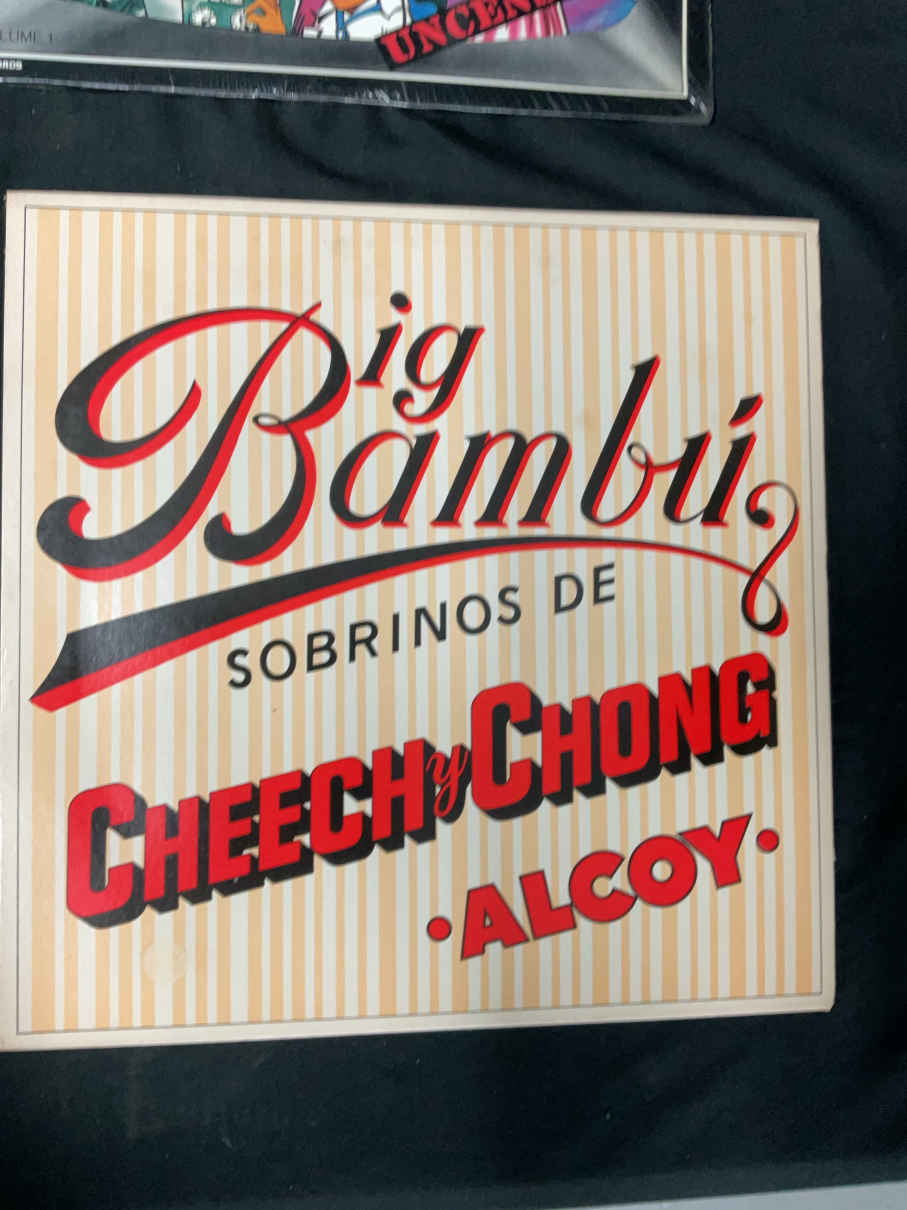 UNCEN
Big
Bambú
SOBRINOS DE
CHEECH y CHONG
• ALCOY •